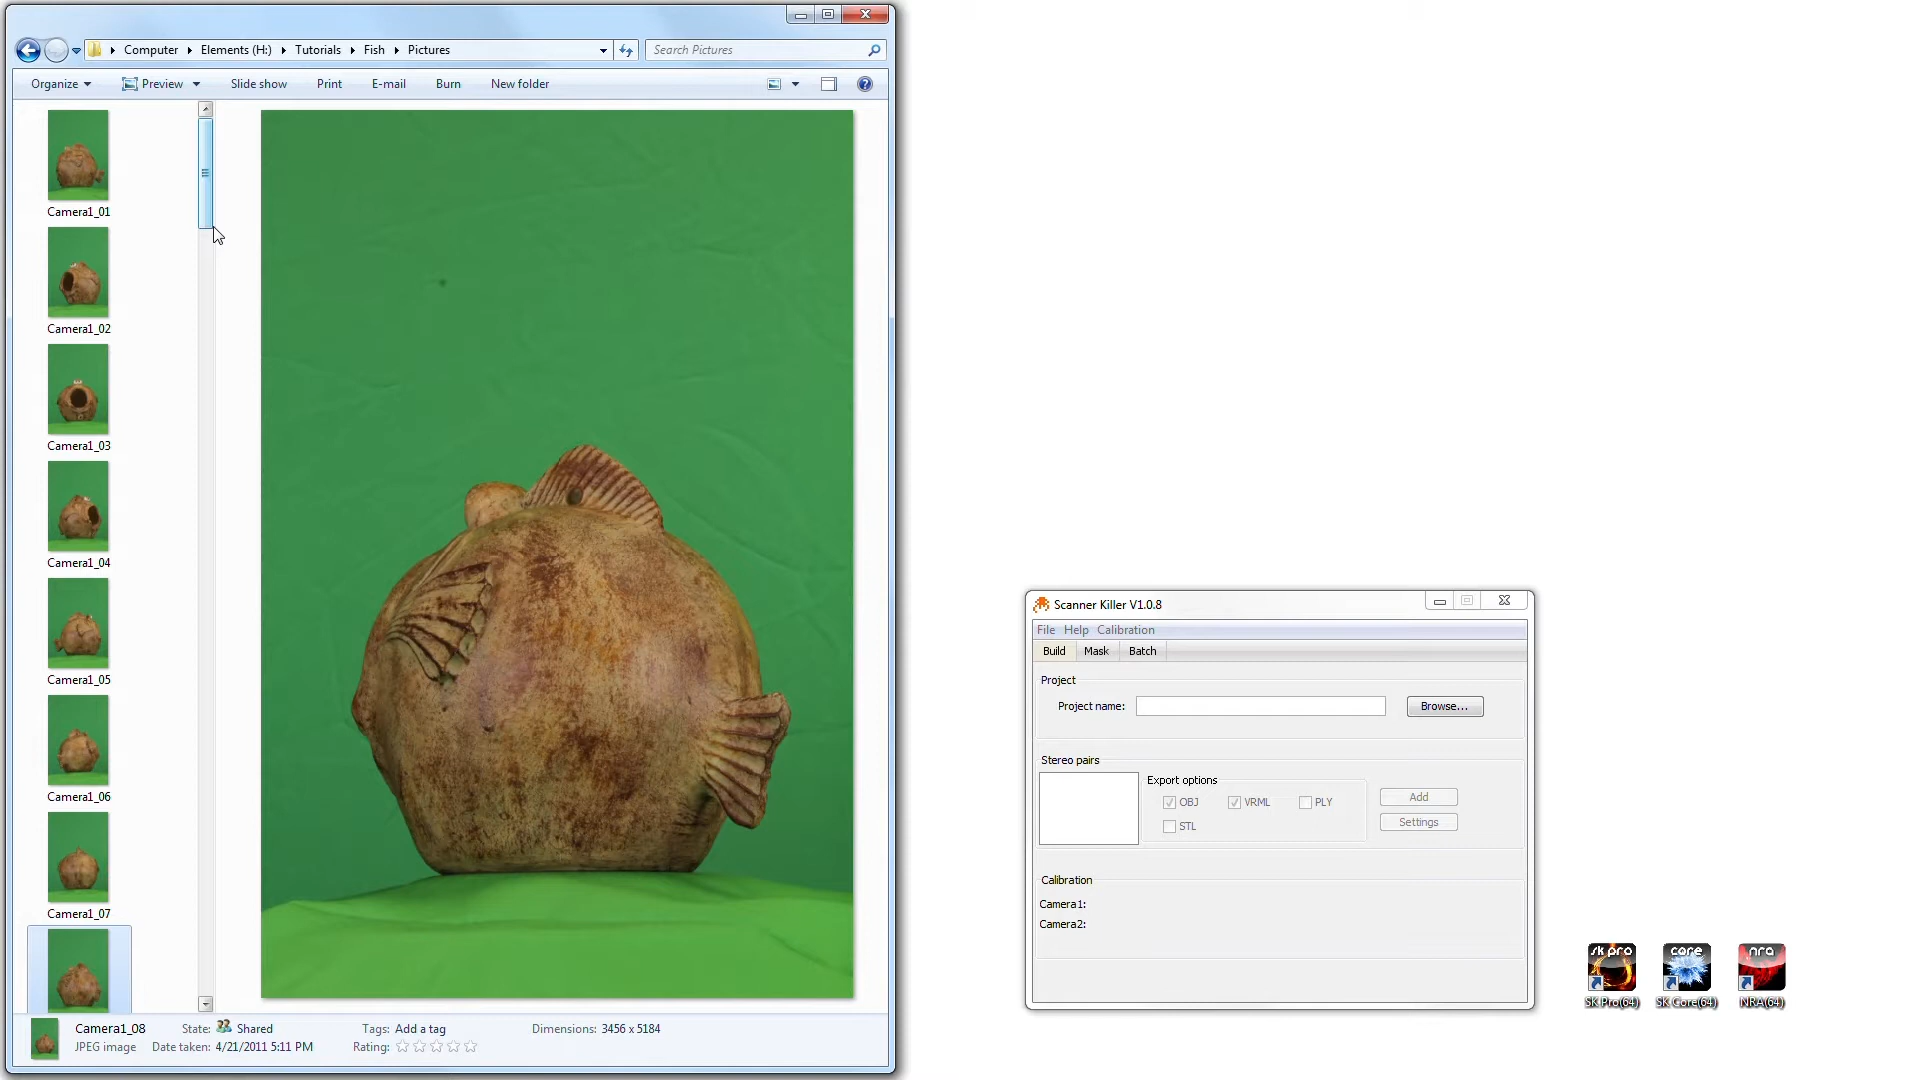 Computer Elements (H:) Tutorials Fish Pictures
Search Pictures
Organize Preview Slide show Print E-mail Burn New folder
Camera1_01
Camera1_02
Camera1_03
Camera1_04
Camera1_05
Camera1_06
Camera1_07
Camera1_08 State: Shared Tags: Add a tag Dimensions: 3456 x 5184
JPEG image Date taken: 4/21/2011 5:11 PM Rating:
Scanner Killer V1.0.8
File Help Calibration
Build Mask Batch
Project
Project name: Browse...
Stereo pairs
Export options
OBJ VRML PLY
STL
Add
Settings
Calibration
Camera1:
Camera2:
sk pro core nra
SK Pro(64) SK Core(64) NRA(64)